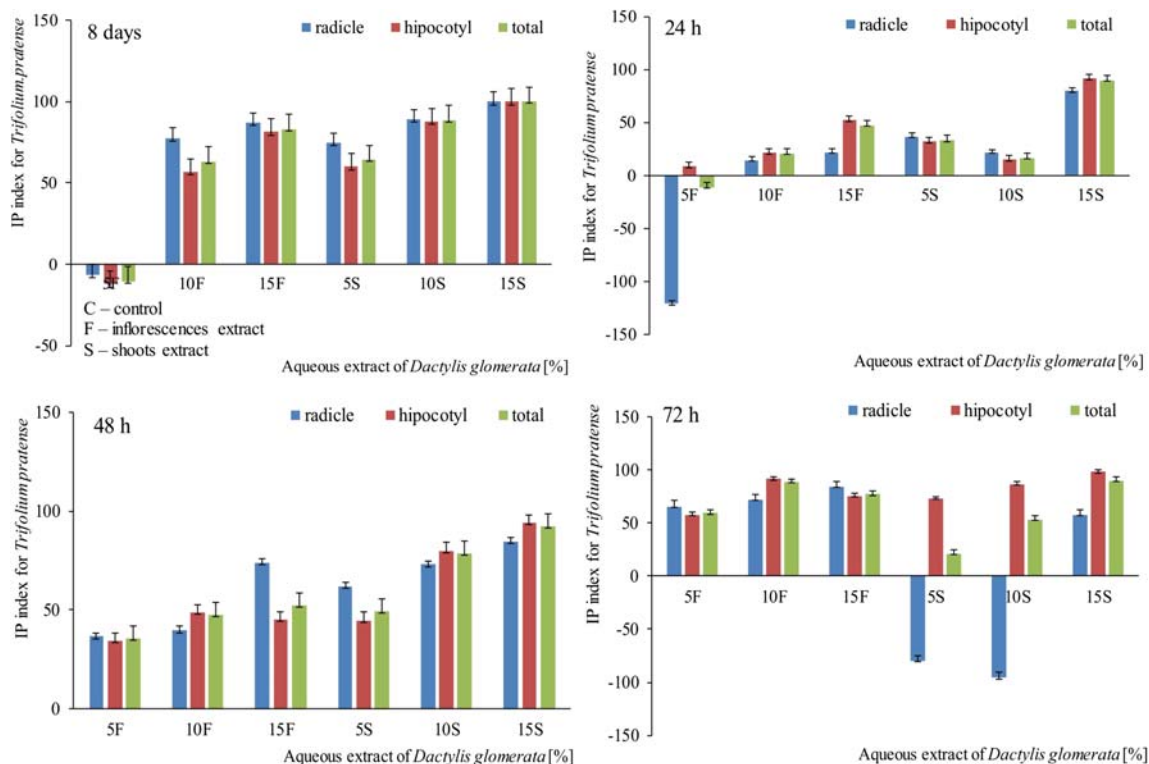 8 days
radicle hipocotyl total
IP index for Trifolium pratense
150
100
50
0
-50
5F 10F 15F 5S 10S 15S
C – control
F – inflorescences extract
S – shoots extract
Aqueous extract of Dactylis glomerata [%]
24 h
radicle hipocotyl total
IP index for Trifolium pratense
150
100
50
0
-50
-100
-150
5F 10F 15F 5S 10S 15S
Aqueous extract of Dactylis glomerata [%]
48 h
radicle hipocotyl total
IP index for Trifolium pratense
150
100
50
0
5F 10F 15F 5S 10S 15S
Aqueous extract of Dactylis glomerata [%]
72 h
radicle hipocotyl total
IP index for Trifolium pratense
150
100
50
0
-50
-100
-150
5F 10F 15F 5S 10S 15S
Aqueous extract of Dactylis glomerata [%]